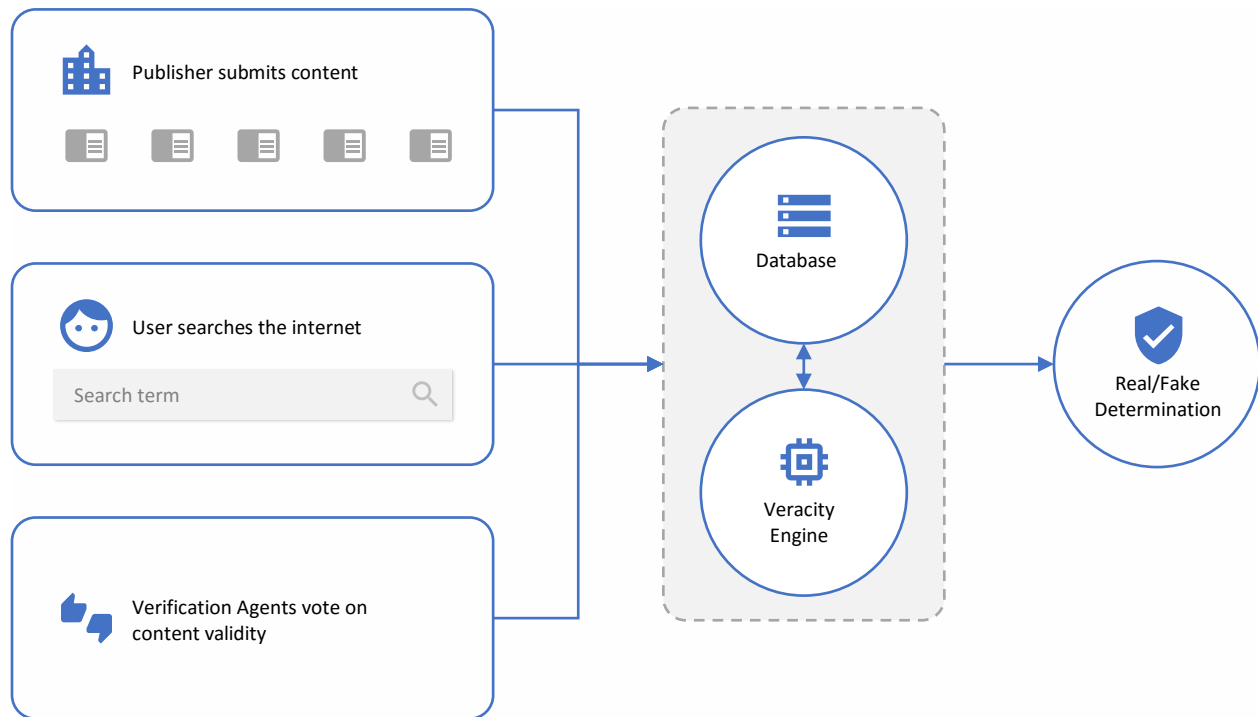 Publisher submits content
User searches the internet
Search term
Verification Agents vote on
content validity
Database
Veracity
Engine
Real/Fake
Determination